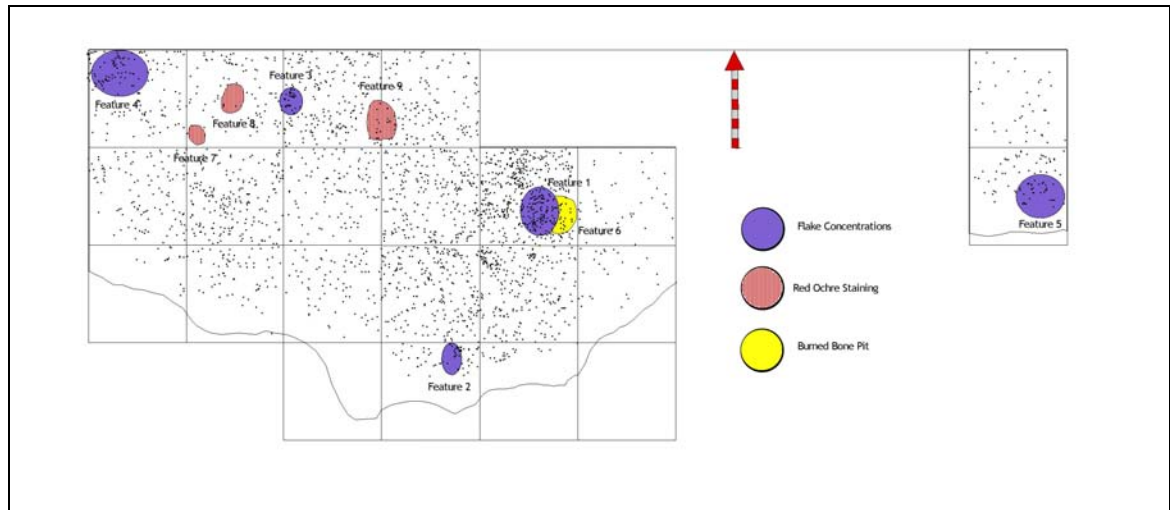 Feature 3
Feature 9
Feature 4
Feature 8
Feature 7
Feature 1
Feature 6
Feature 5
Feature 2
Flake Concentrations
Red Ochre Staining
Burned Bone Pit